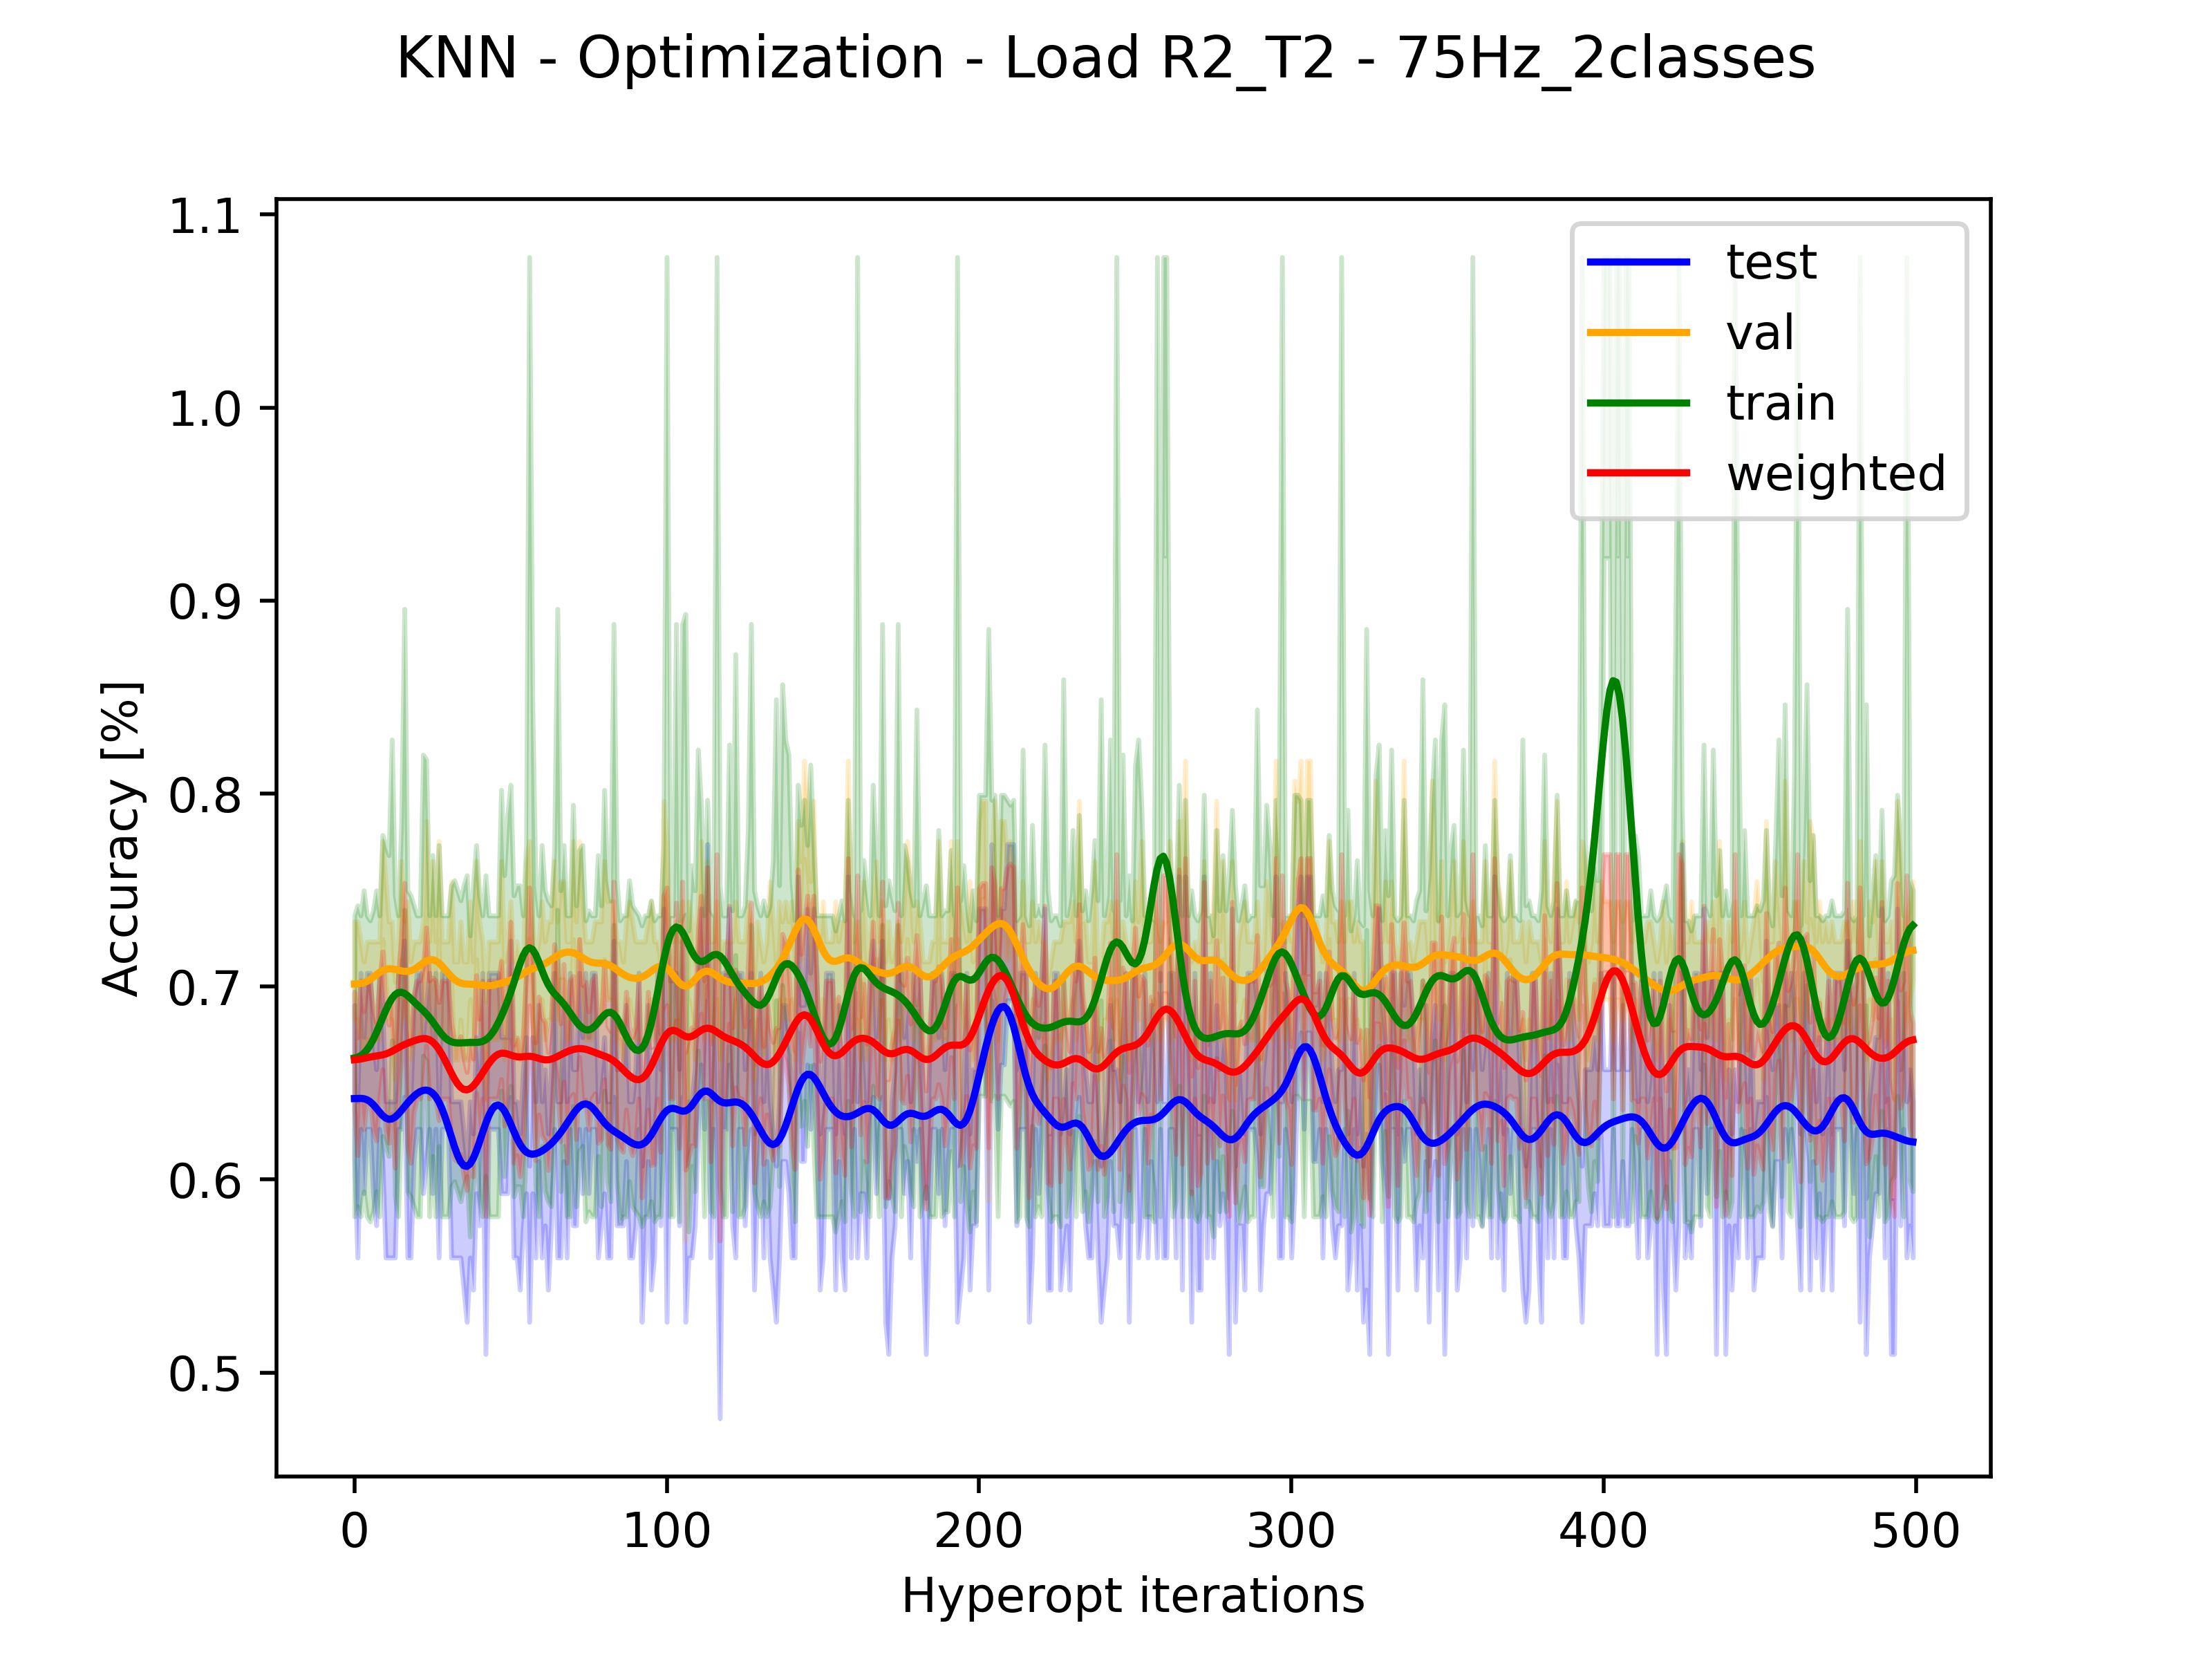 KNN - Optimization - Load R2_T2 - 75Hz_2classes
1.1
1.0
0.9
0.8
0.7
0.6
0.5
Accuracy [%]
test
val
train
weighted
0 100 200 300 400 500
Hyperopt iterations